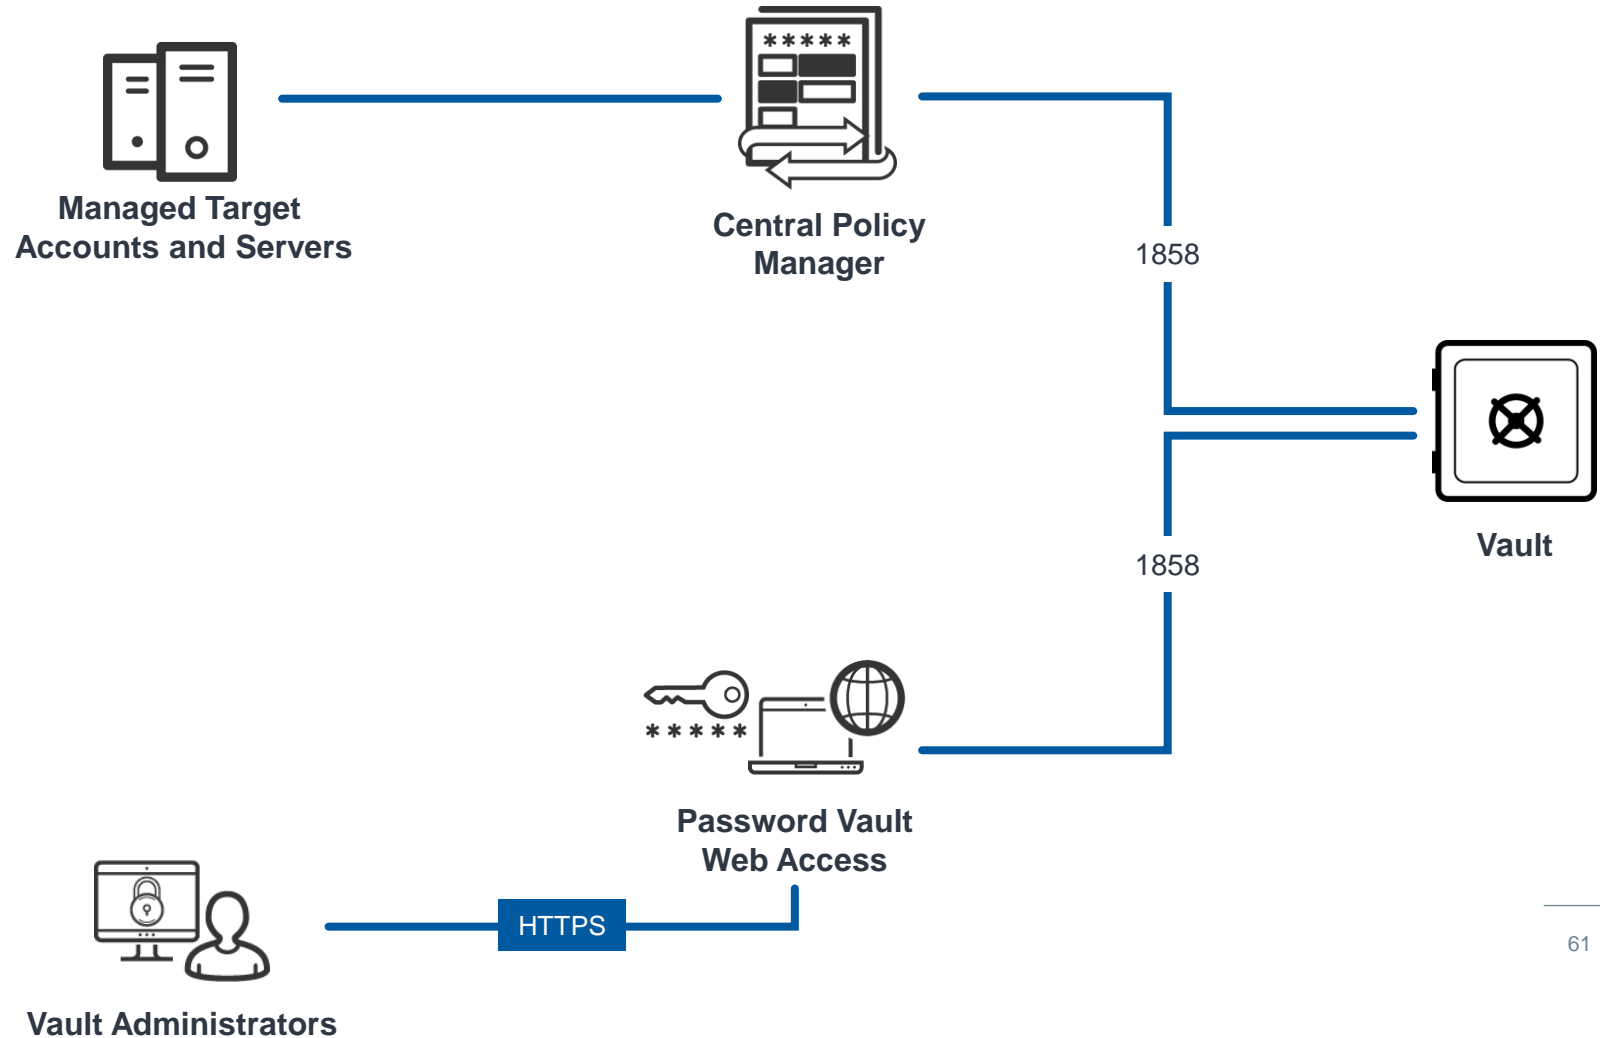 *****
Managed Target
Accounts and Servers
Central Policy
Manager
1858
Vault
1858
*****
Password Vault
Web Access
HTTPS
61
Vault Administrators